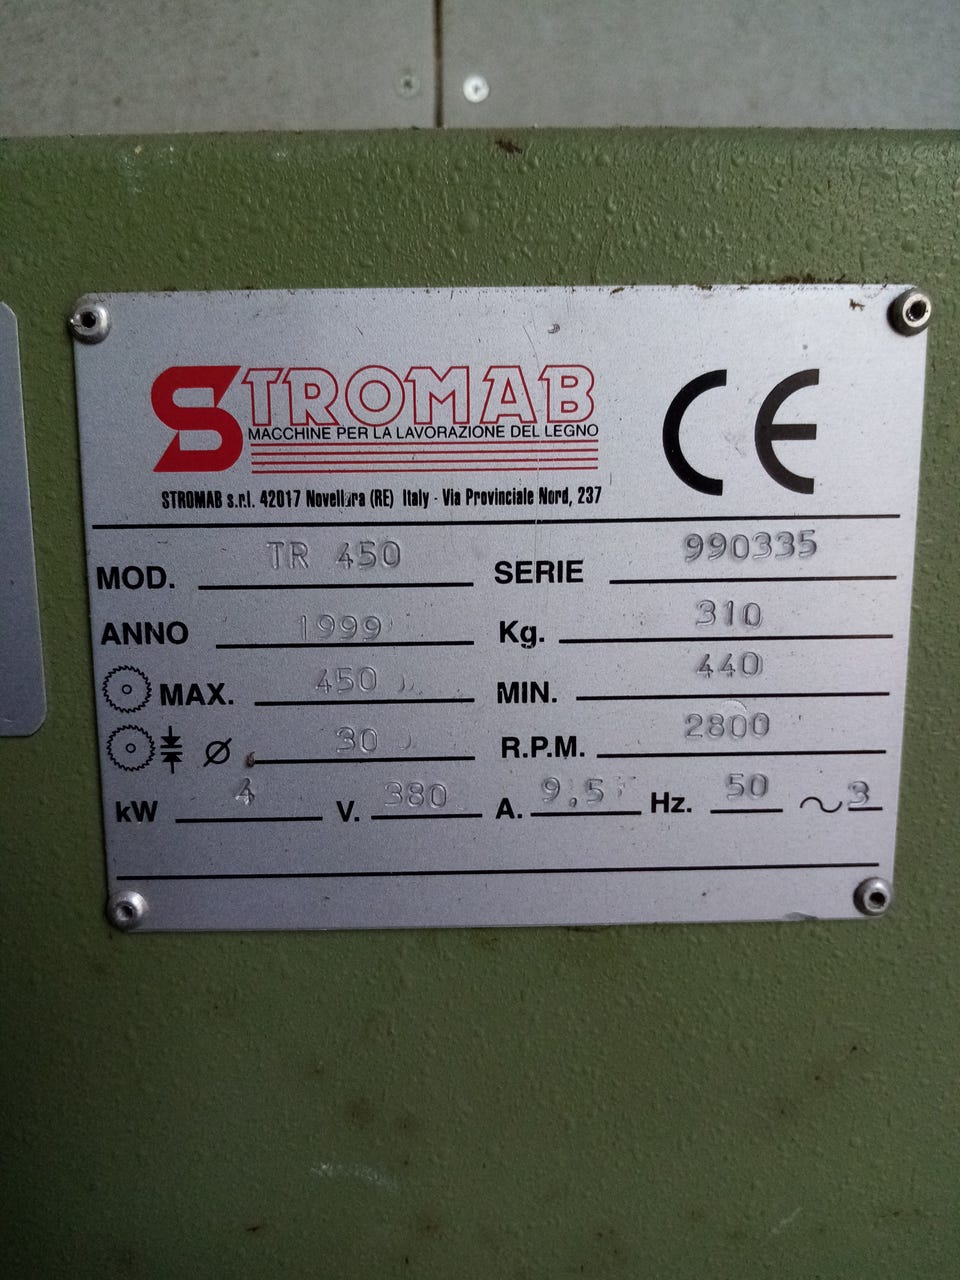 STROMAB
MACCHINE PER LA LAVORAZIONE DEL LEGNO
CE
STROMAB s.r.l. 42017 Novellara (RE) Italy - Via Provinciale Nord, 237
MOD. TR 450 SERIE 990335
ANNO 1999 Kg. 310
MAX. 450 MIN. 440
Ø 30 R.P.M. 2800
kW 4 V. 380 A. 9.5 Hz. 50 ~ 3